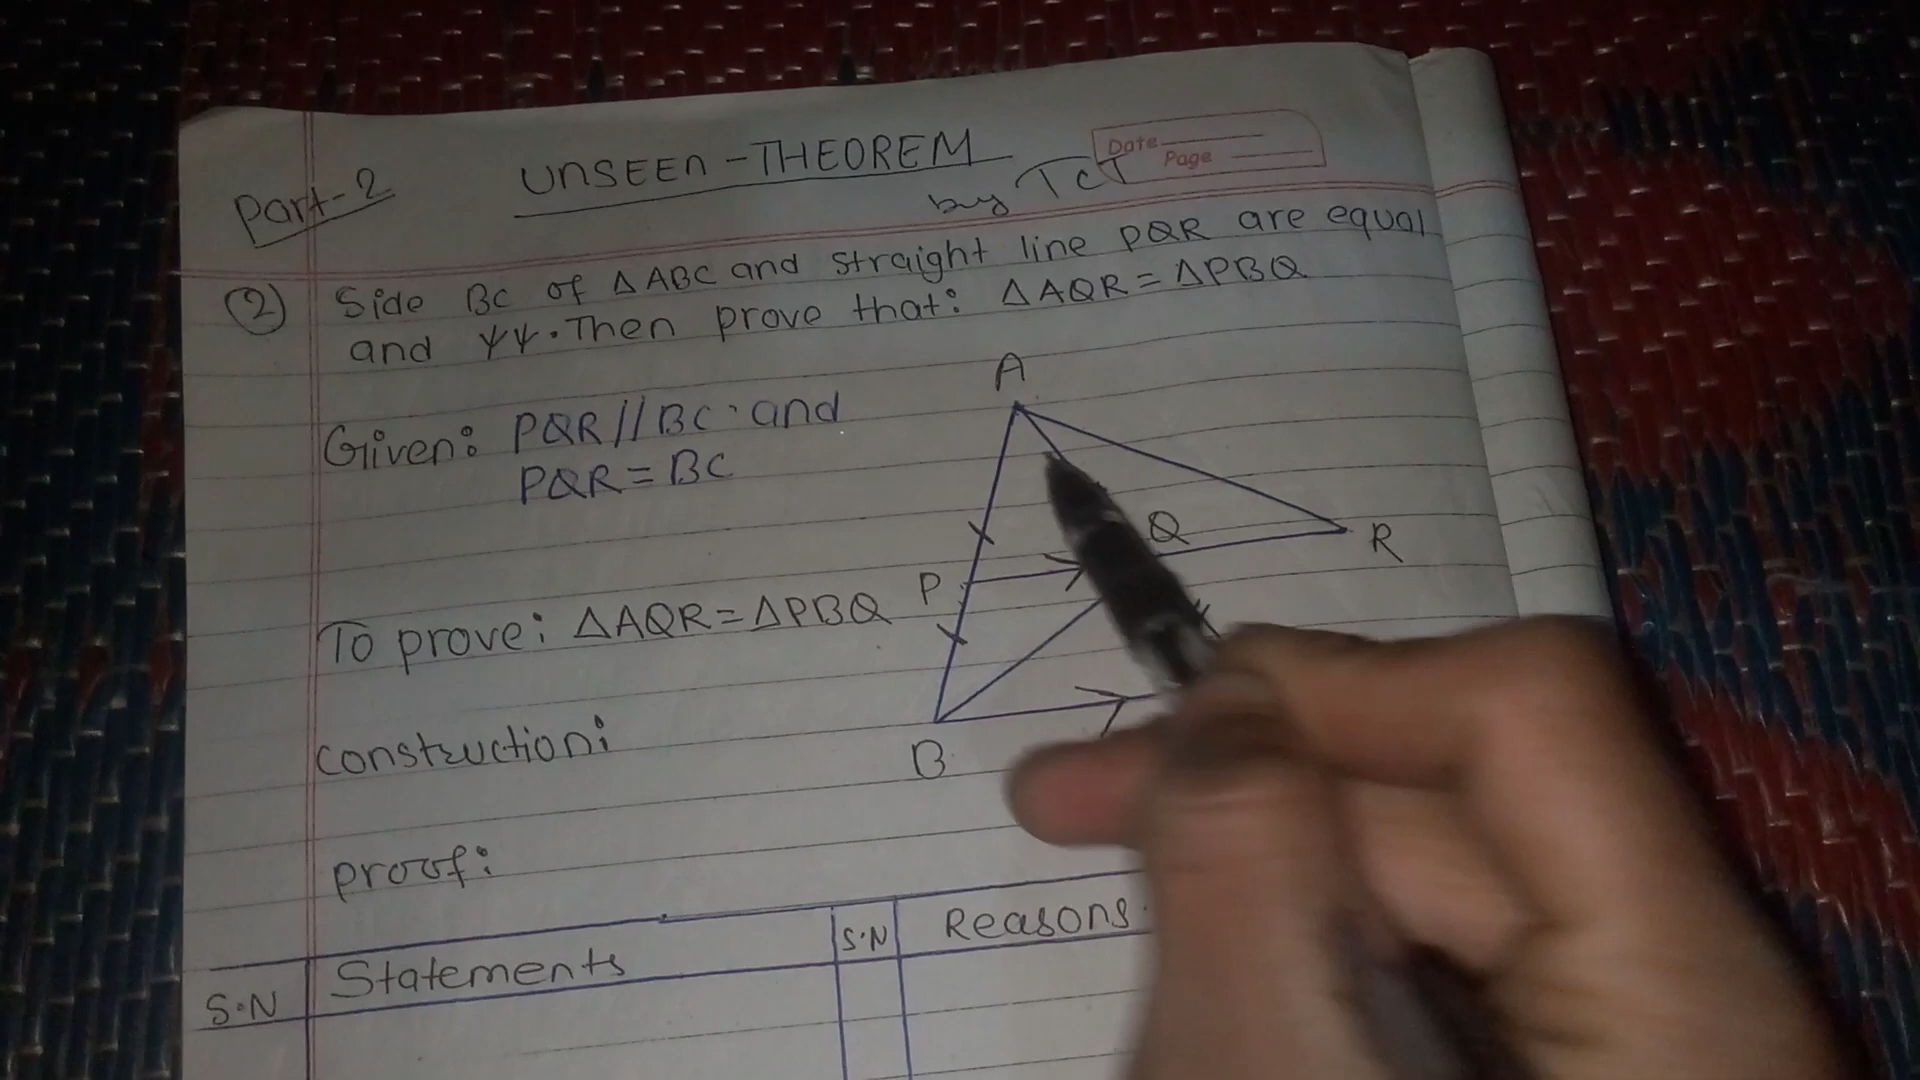 Part-2
UNSEEN-THEOREM
by TCT
Date
Page
② Side BC of ΔABC and straight line PQR are equal
and ΨΨ. Then prove that: ΔAQR = ΔPBQ
Given: PQR//BC and
PQR = BC
A
Q
R
P
To prove: ΔAQR = ΔPBQ
B
construction:
proof:
S.N Statements S.N Reasons